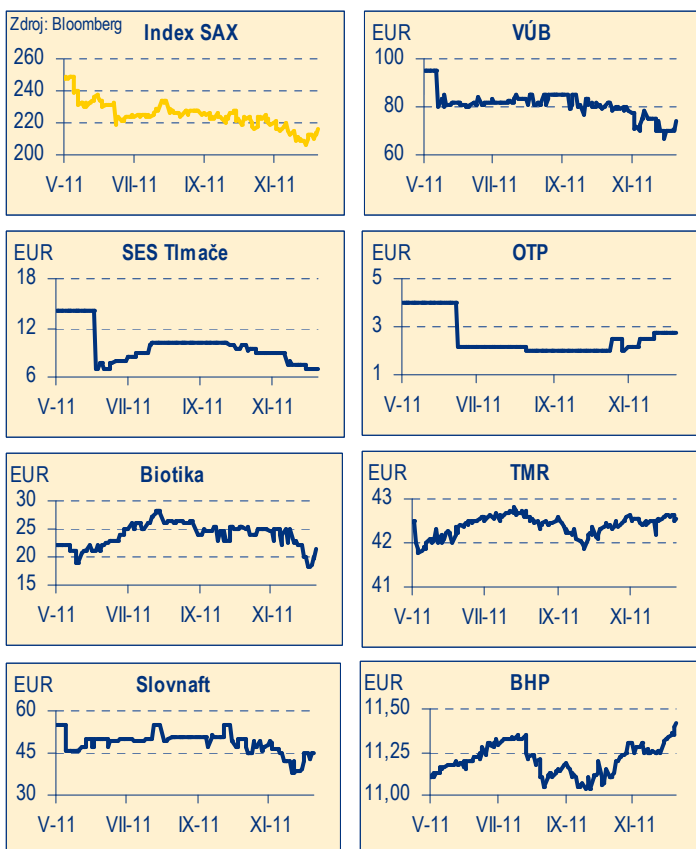 Zdroj: Bloomberg
Index SAX
260
240
220
200
V-11 VII-11 IX-11 XI-11
EUR VÚB
100
80
60
V-11 VII-11 IX-11 XI-11
EUR SES Tlmače
18
12
6
V-11 VII-11 IX-11 XI-11
EUR OTP
5
3
1
V-11 VII-11 IX-11 XI-11
EUR Biotika
30
25
20
15
V-11 VII-11 IX-11 XI-11
EUR TMR
43
42
41
V-11 VII-11 IX-11 XI-11
EUR Slovnaft
60
45
30
V-11 VII-11 IX-11 XI-11
EUR BHP
11,50
11,25
11,00
V-11 VII-11 IX-11 XI-11